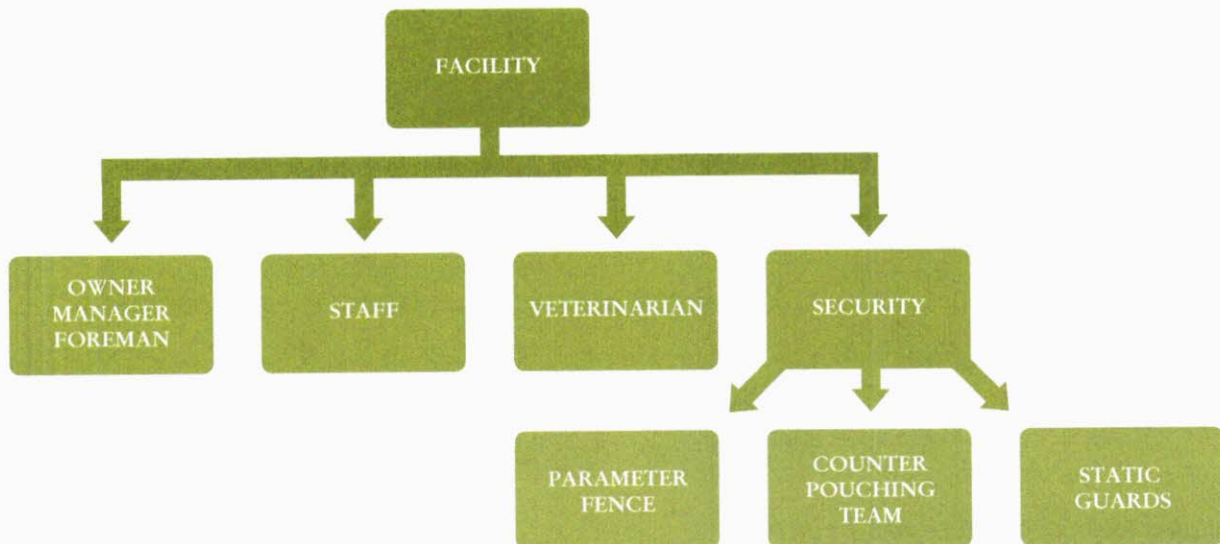 FACILITY
OWNER
MANAGER
FOREMAN
STAFF
VETERINARIAN
SECURITY
PARAMETER
FENCE
COUNTER
POUCHING
TEAM
STATIC
GUARDS